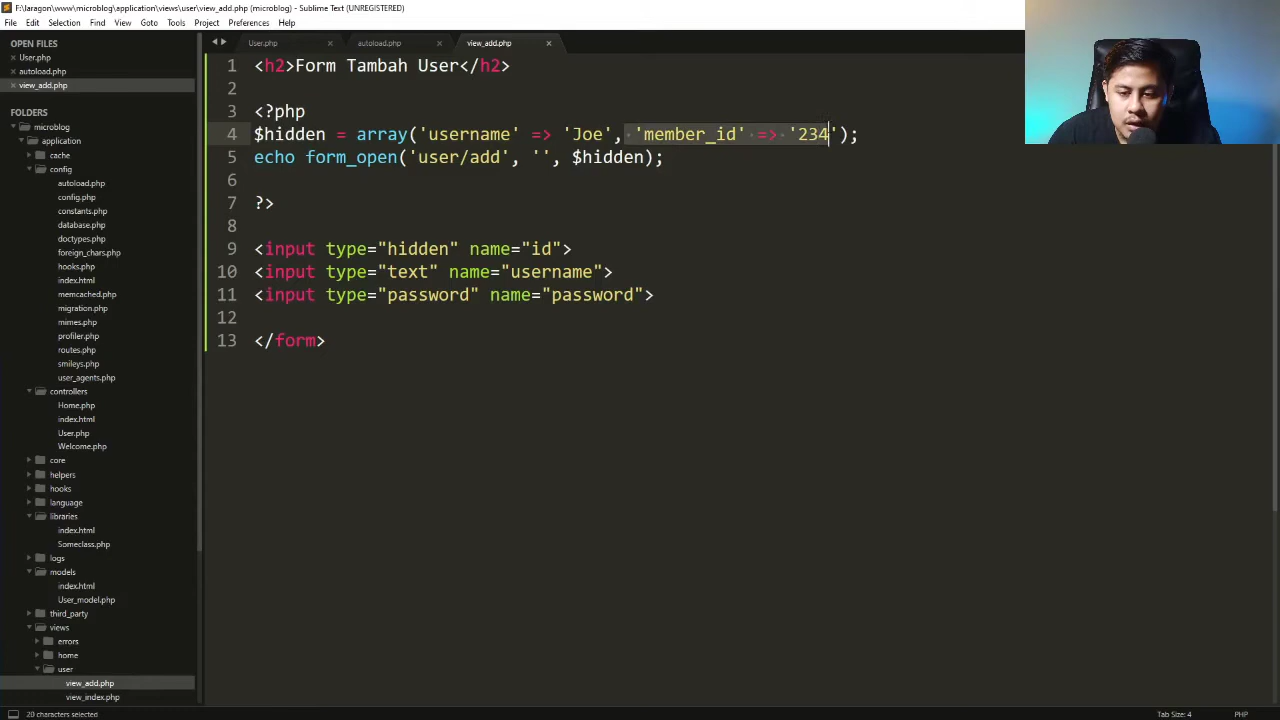 F:\laragon\www\microblog\application\views\user\view_add.php (microblog) - Sublime Text (UNREGISTERED)
File Edit Selection Find View Goto Tools Project Preferences Help
OPEN FILES
User.php
autoload.php
view_add.php
FOLDERS
microblog
application
cache
config
autoload.php
config.php
constants.php
database.php
doctypes.php
foreign_chars.php
hooks.php
index.html
memcached.php
migration.php
mimes.php
profiler.php
routes.php
smileys.php
user_agents.php
controllers
Home.php
index.html
User.php
Welcome.php
core
helpers
hooks
language
libraries
index.html
Someclass.php
logs
models
index.html
User_model.php
third_party
views
errors
home
user
view_add.php
view_index.php
User.php autoload.php view_add.php
1 <h2>Form Tambah User</h2>
2
3 <?php
4 $hidden = array('username' => 'Joe', 'member_id' => '234');
5 echo form_open('user/add', '', $hidden);
6
7 ?>
8
9 <input type="hidden" name="id">
10 <input type="text" name="username">
11 <input type="password" name="password">
12
13 </form>
20 characters selected
Tab Size: 4 PHP